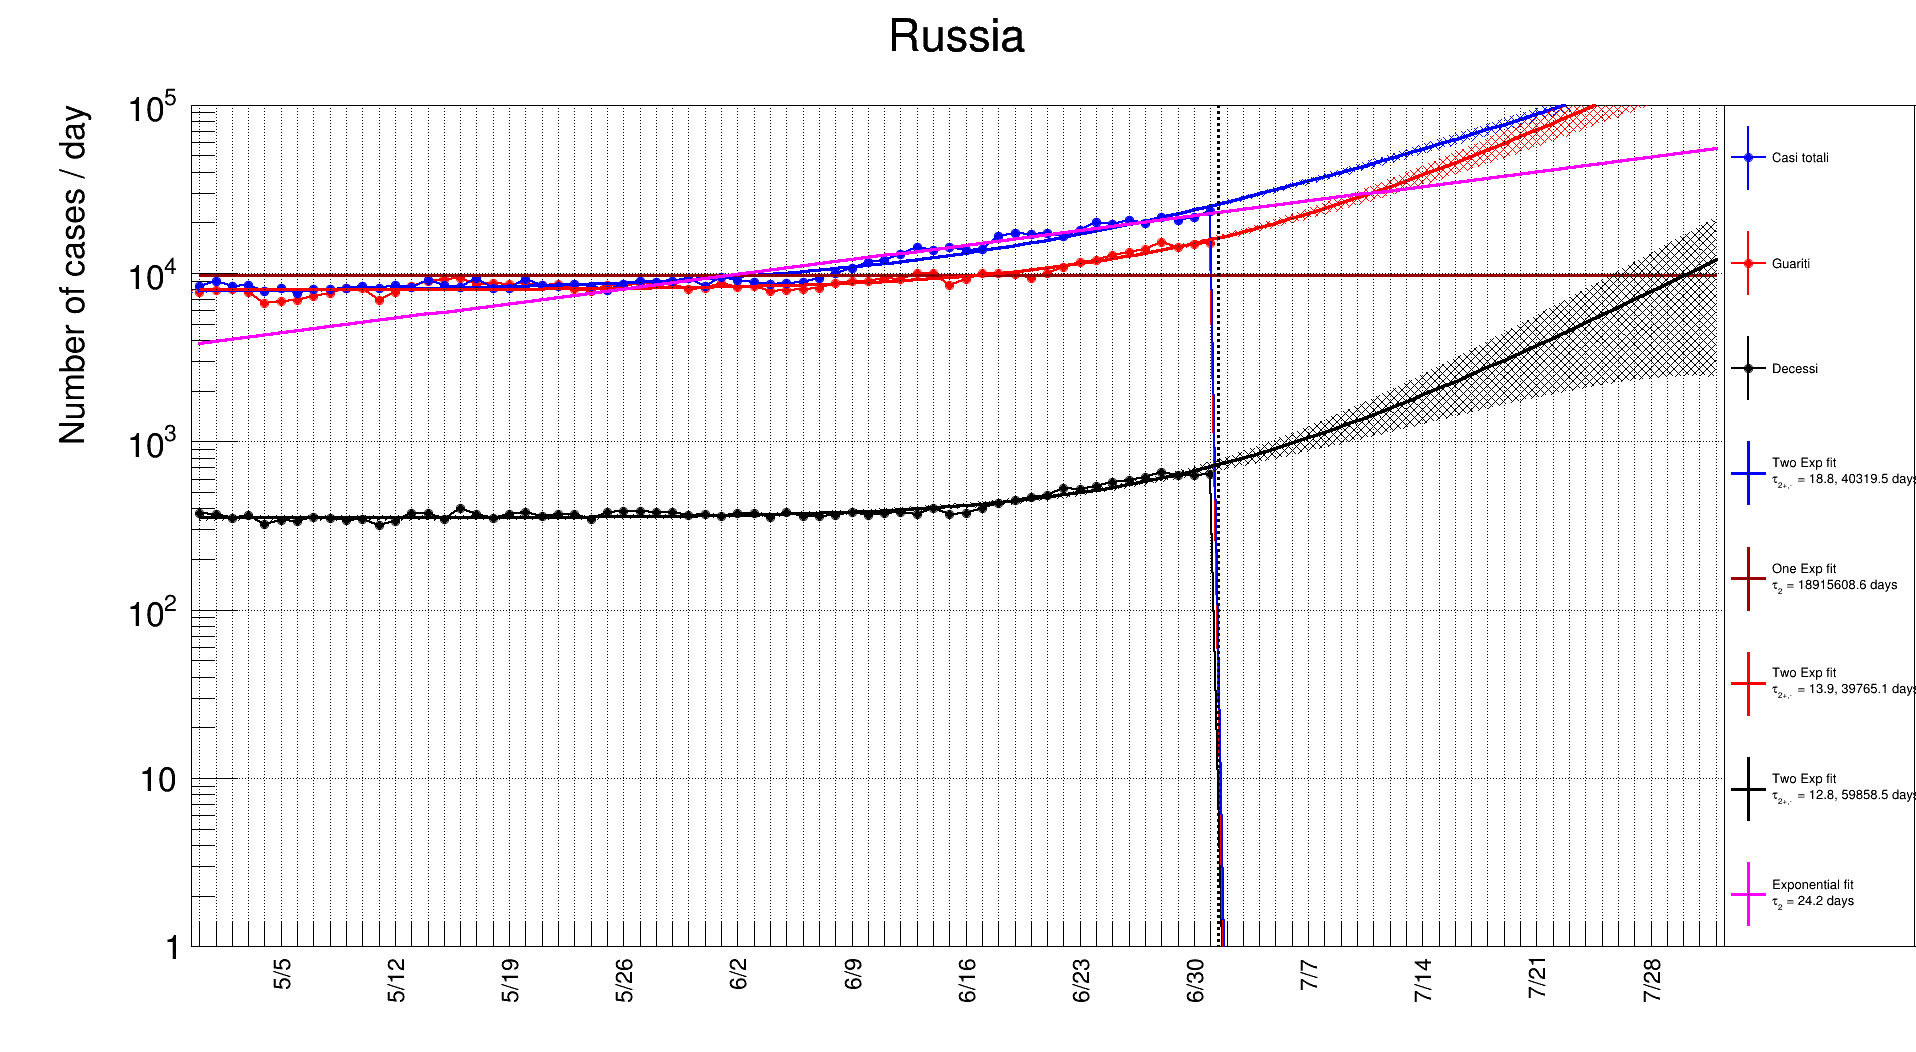 Russia
Number of cases / day
10^5
10^4
10^3
10^2
10
1
5/5
5/12
5/19
5/26
6/2
6/9
6/16
6/23
6/30
7/7
7/14
7/21
7/28
Casi totali
Guariti
Decessi
Two Exp fit
τ2+,- = 18.8, 40319.5 days
One Exp fit
τ2 = 18915608.6 days
Two Exp fit
τ2+,- = 13.9, 39765.1 days
Two Exp fit
τ2+,- = 12.8, 59858.5 days
Exponential fit
τ2 = 24.2 days